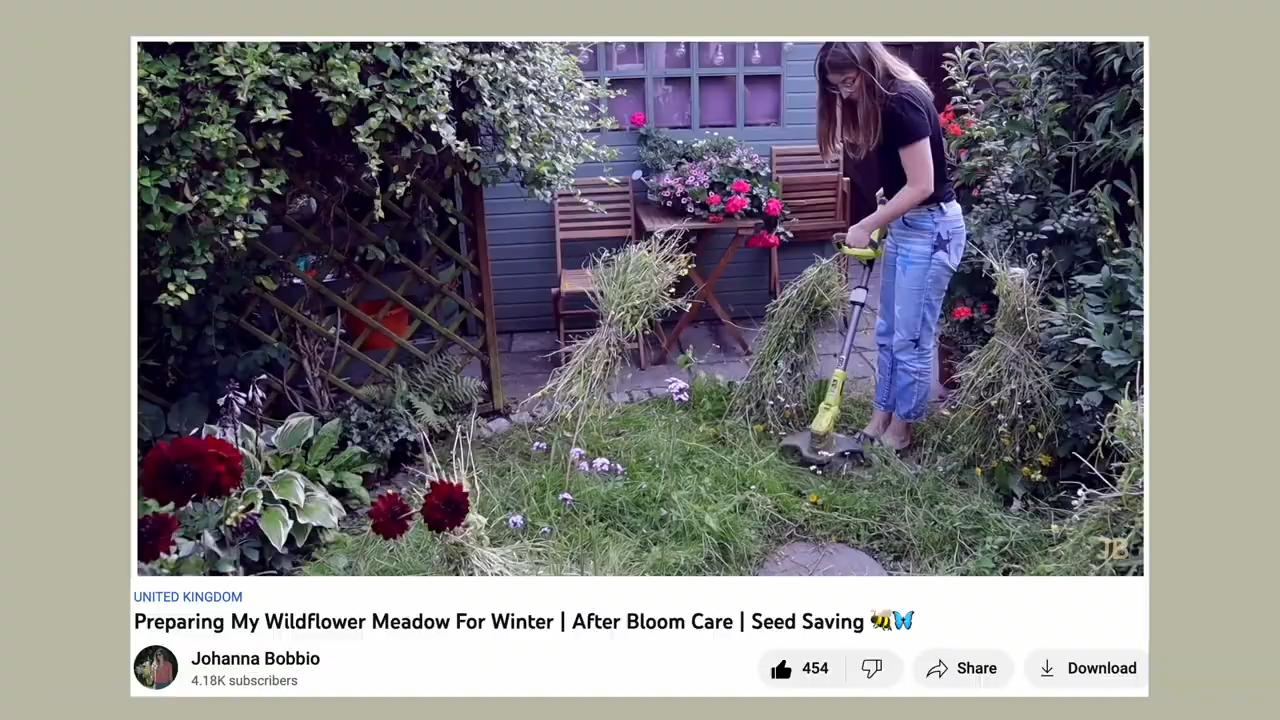 JB
UNITED KINGDOM
Preparing My Wildflower Meadow For Winter | After Bloom Care | Seed Saving 🐝🦋
Johanna Bobbio
4.18K subscribers
454
Share
Download